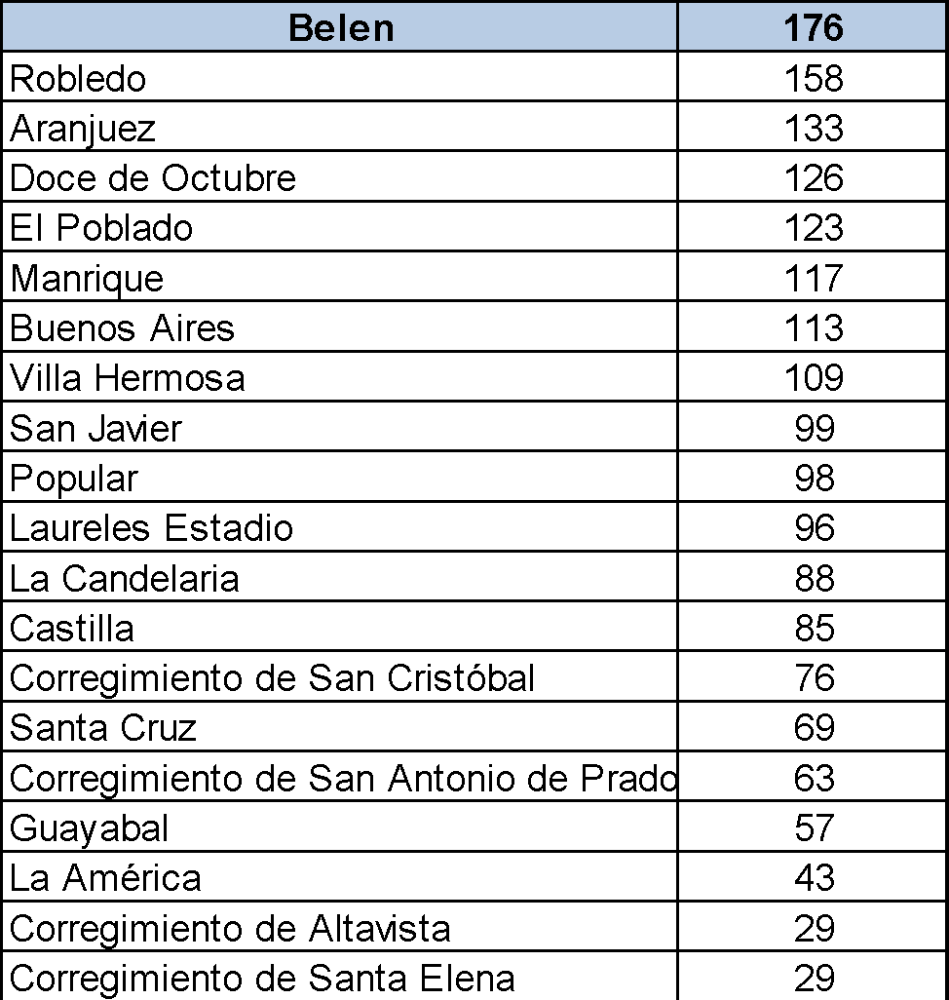 Belen 176
Robledo 158
Aranjuez 133
Doce de Octubre 126
El Poblado 123
Manrique 117
Buenos Aires 113
Villa Hermosa 109
San Javier 99
Popular 98
Laureles Estadio 96
La Candelaria 88
Castilla 85
Corregimiento de San Cristóbal 76
Santa Cruz 69
Corregimiento de San Antonio de Prado 63
Guayabal 57
La América 43
Corregimiento de Altavista 29
Corregimiento de Santa Elena 29